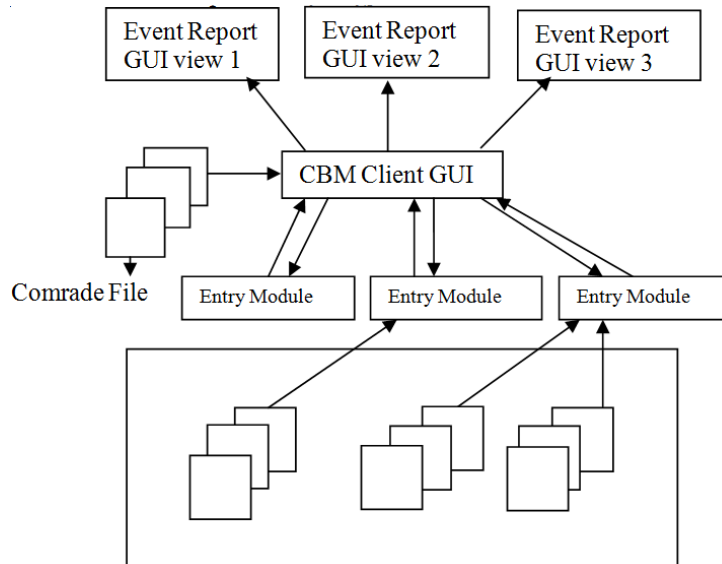 Event Report
GUI view 1
Event Report
GUI view 2
Event Report
GUI view 3
CBM Client GUI
Comrade File
Entry Module
Entry Module
Entry Module